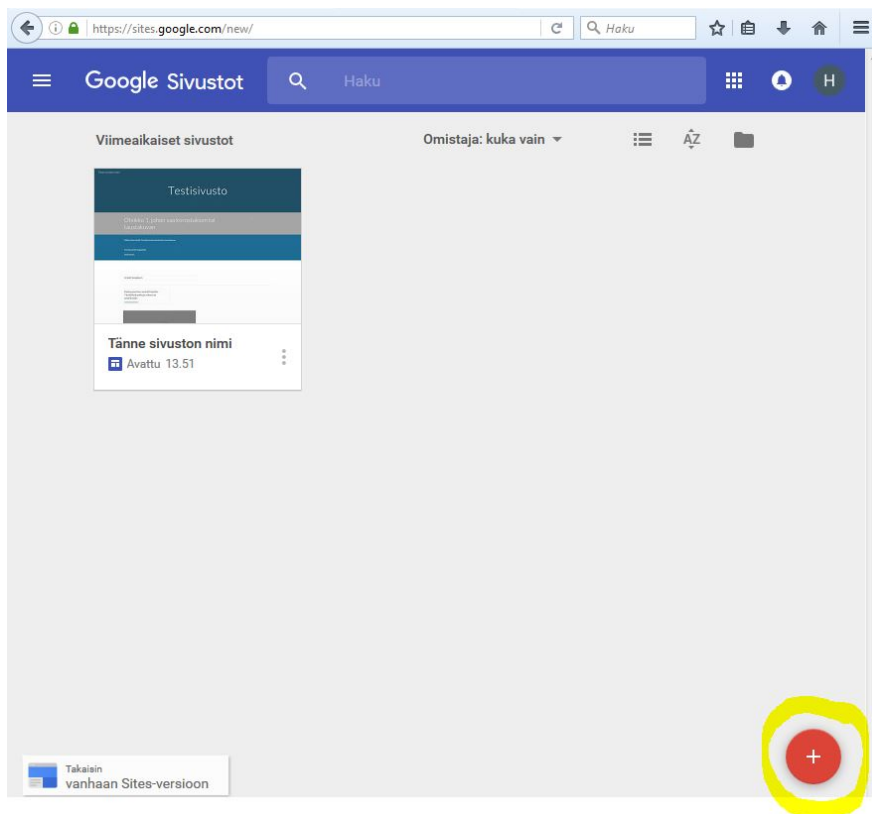 https://sites.google.com/new/
Haku
Google Sivustot
Haku
H
Viimeaikaiset sivustot
Omistaja: kuka vain
AZ
Testisivusto
Tänne sivuston nimi
Avattu 13.51
Takaisin
vanhaan Sites-versioon